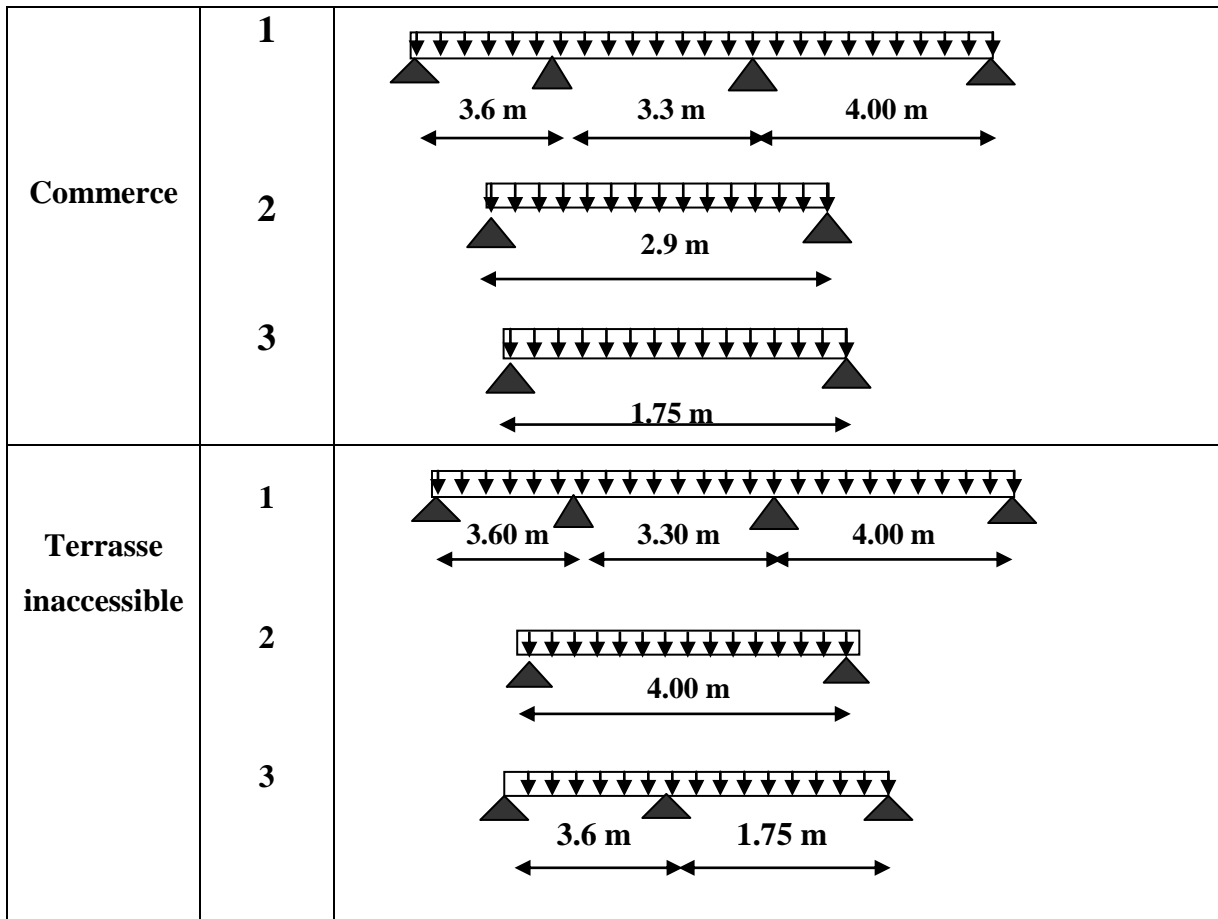 Commerce
1
3.6 m 3.3 m 4.00 m
2
2.9 m
3
1.75 m
Terrasse
inaccessible
1
3.60 m 3.30 m 4.00 m
2
4.00 m
3
3.6 m 1.75 m